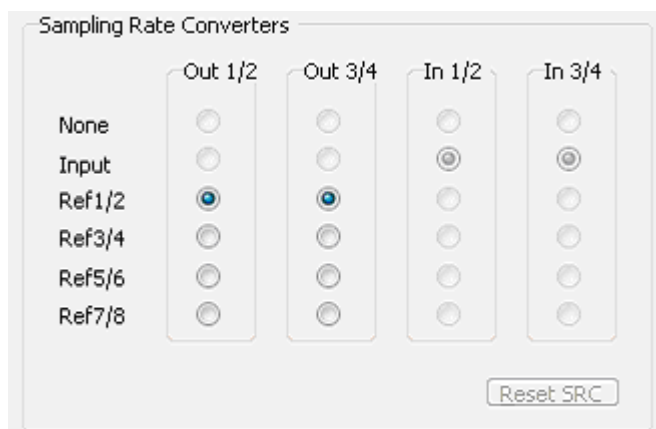 Sampling Rate Converters
Out 1/2 Out 3/4 In 1/2 In 3/4
None
Input
Ref1/2
Ref3/4
Ref5/6
Ref7/8
Reset SRC